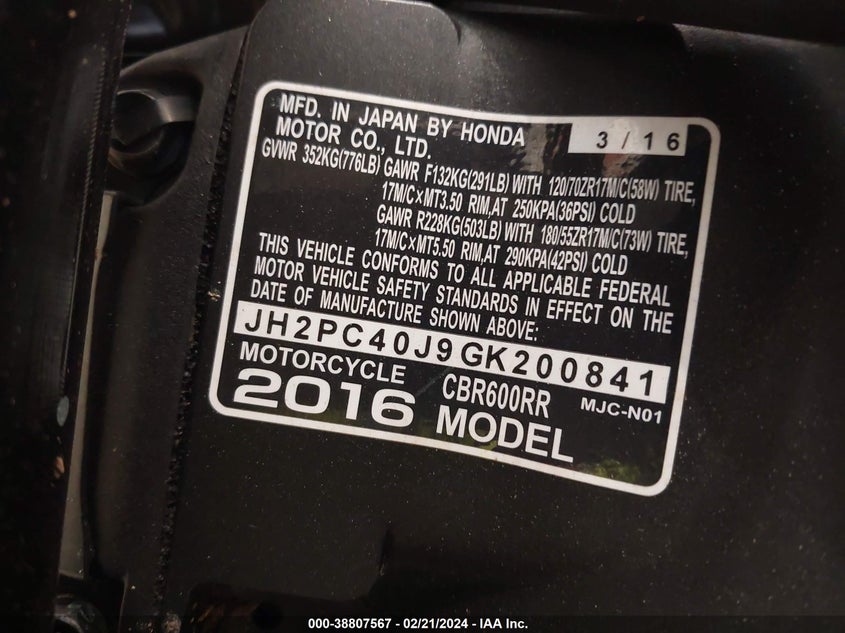 MFD. IN JAPAN BY HONDA 3/16
MOTOR CO., LTD.
GVWR 352KG(776LB) GAWR F132KG(291LB) WITH 120/70ZR17M/C(58W) TIRE,
17M/C×MT3.50 RIM,AT 250KPA(36PSI) COLD
GAWR R228KG(503LB) WITH 180/55ZR17M/C(73W) TIRE,
17M/C×MT5.50 RIM,AT 290KPA(42PSI) COLD
THIS VEHICLE CONFORMS TO ALL APPLICABLE FEDERAL
MOTOR VEHICLE SAFETY STANDARDS IN EFFECT ON THE
DATE OF MANUFACTURE SHOWN ABOVE:
JH2PC40J9GK200841
MOTORCYCLE CBR600RR MJC-N01
2016 MODEL
000-38807567 - 02/21/2024 - IAA Inc.